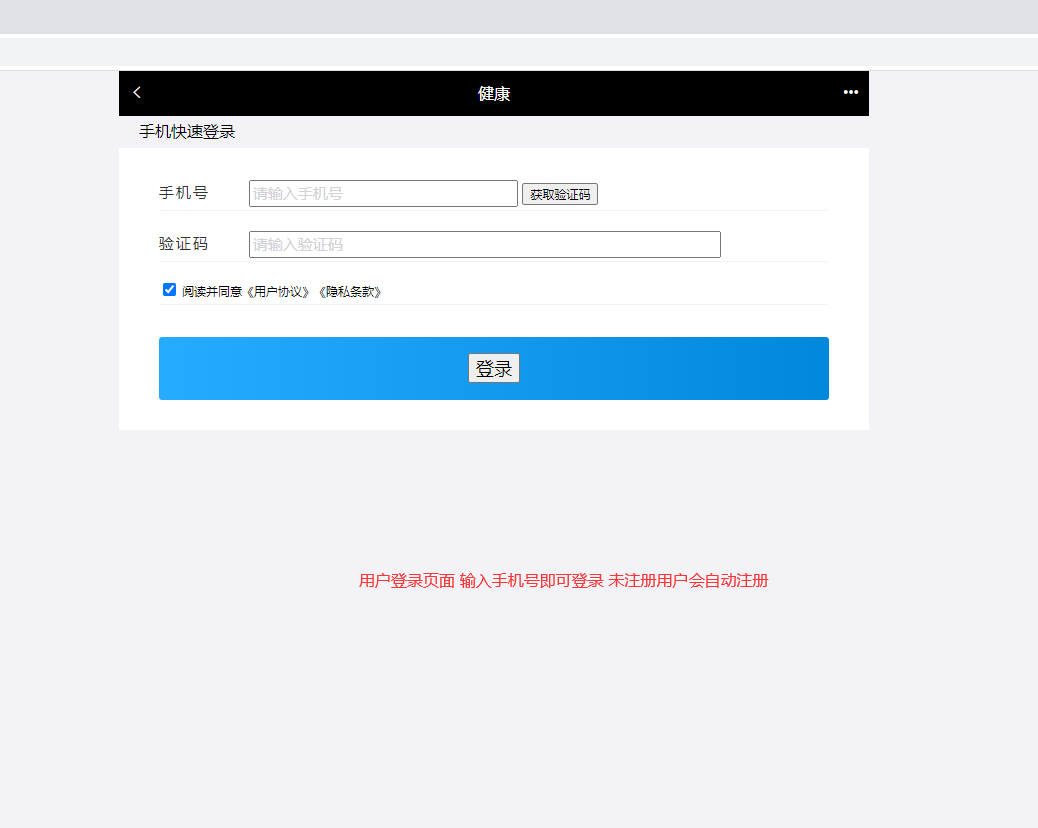 健康
手机快速登录
手机号 请输入手机号 获取验证码
验证码 请输入验证码
阅读并同意《用户协议》《隐私条款》
登录
用户登录页面 输入手机号即可登录 未注册用户会自动注册